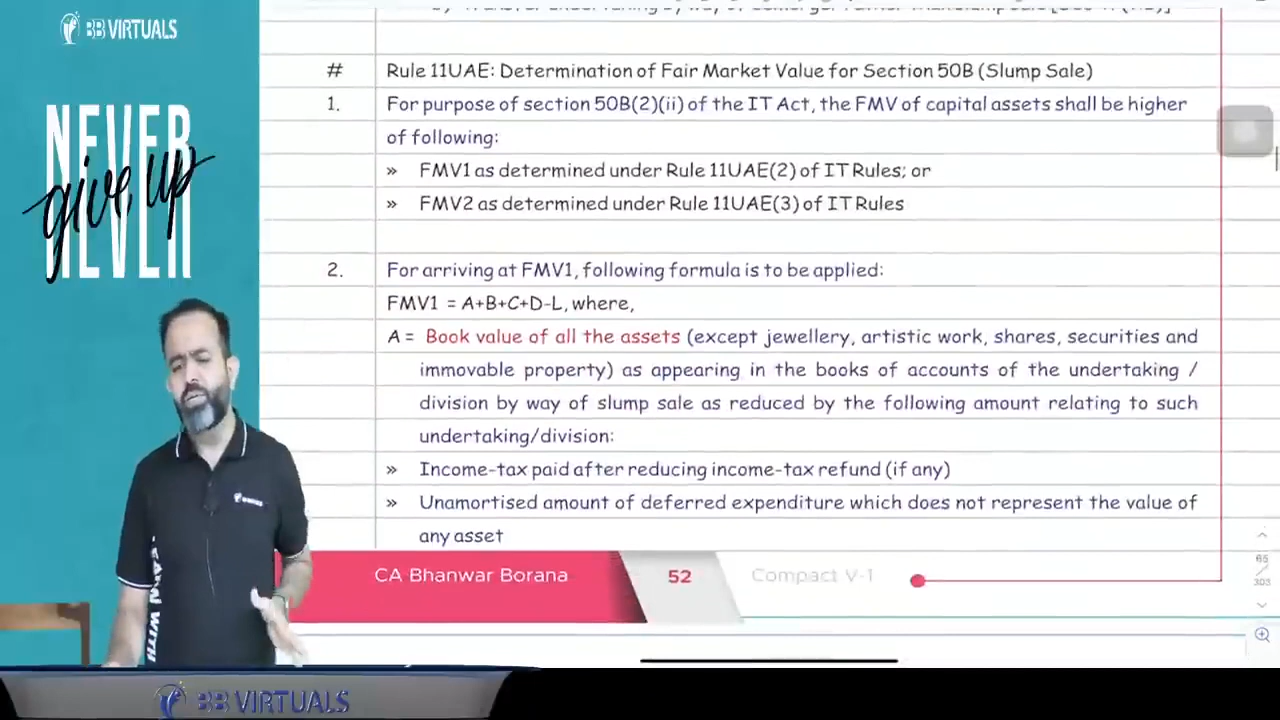 BB VIRTUALS
NEVER
give up
NEVER
# Rule 11UAE: Determination of Fair Market Value for Section 50B (Slump Sale)
1. For purpose of section 50B(2)(ii) of the IT Act, the FMV of capital assets shall be higher
of following:
» FMV1 as determined under Rule 11UAE(2) of IT Rules; or
» FMV2 as determined under Rule 11UAE(3) of IT Rules
2. For arriving at FMV1, following formula is to be applied:
FMV1 = A+B+C+D-L, where,
A = Book value of all the assets (except jewellery, artistic work, shares, securities and
immovable property) as appearing in the books of accounts of the undertaking /
division by way of slump sale as reduced by the following amount relating to such
undertaking/division:
» Income-tax paid after reducing income-tax refund (if any)
» Unamortised amount of deferred expenditure which does not represent the value of
any asset
CA Bhanwar Borana
52
Compact V-1
65
/
303
BB VIRTUALS